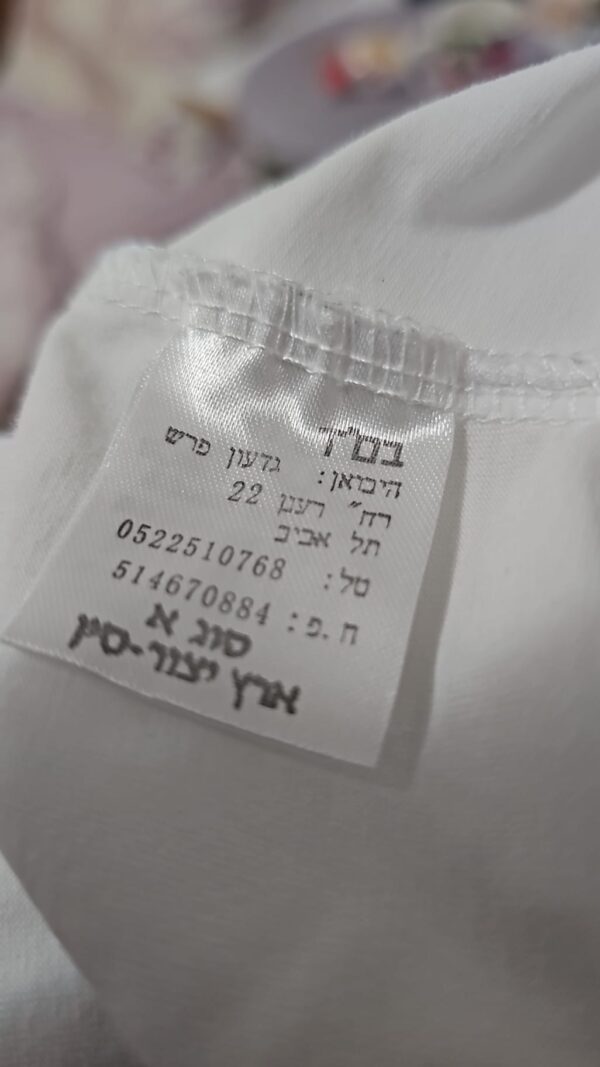 בס"ד
היבואן: גדעון פרש
רח" רענן 22
תל אביב
טל: 0522510768
ח.פ: 514670884
סוג א
ארץ יצור-סין